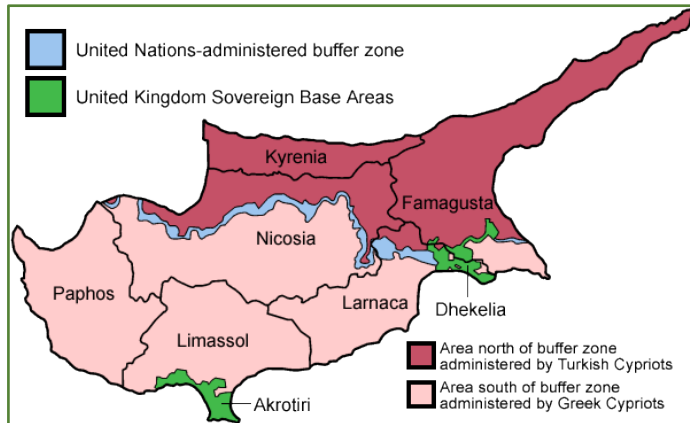 United Nations-administered buffer zone
United Kingdom Sovereign Base Areas
Kyrenia
Famagusta
Nicosia
Paphos
Larnaca
Dhekelia
Limassol
Akrotiri
Area north of buffer zone
administered by Turkish Cypriots
Area south of buffer zone
administered by Greek Cypriots